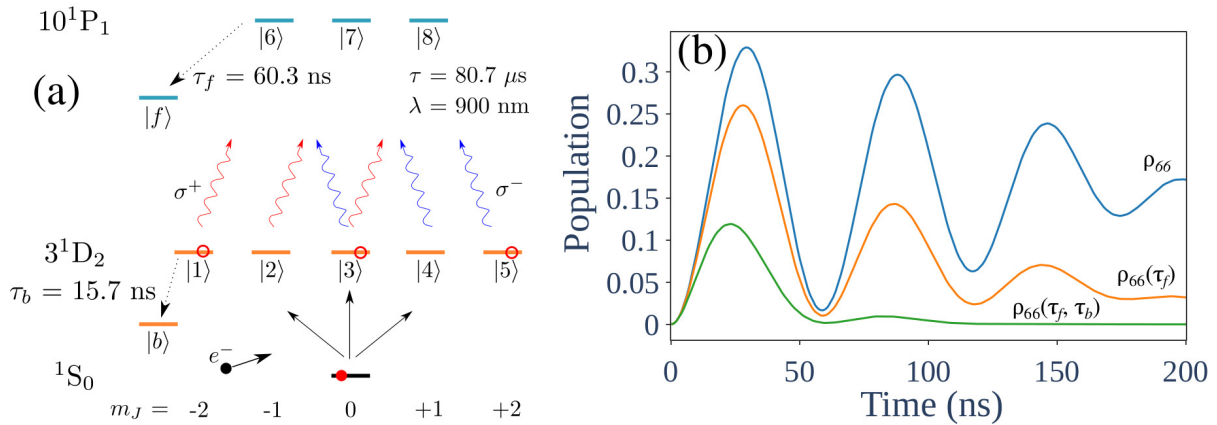 10¹P₁
|6⟩ |7⟩ |8⟩
τ_f = 60.3 ns
τ = 80.7 μs
λ = 900 nm
(a)
|f⟩
σ⁺
σ⁻
3¹D₂
|1⟩ |2⟩ |3⟩ |4⟩ |5⟩
τ_b = 15.7 ns
|b⟩
e⁻
¹S₀
m_J = -2 -1 0 +1 +2
(b)
Population
0.3
0.25
0.2
0.15
0.1
0.05
0
ρ₆₆
ρ₆₆(τ_f)
ρ₆₆(τ_f, τ_b)
0 50 100 150 200
Time (ns)